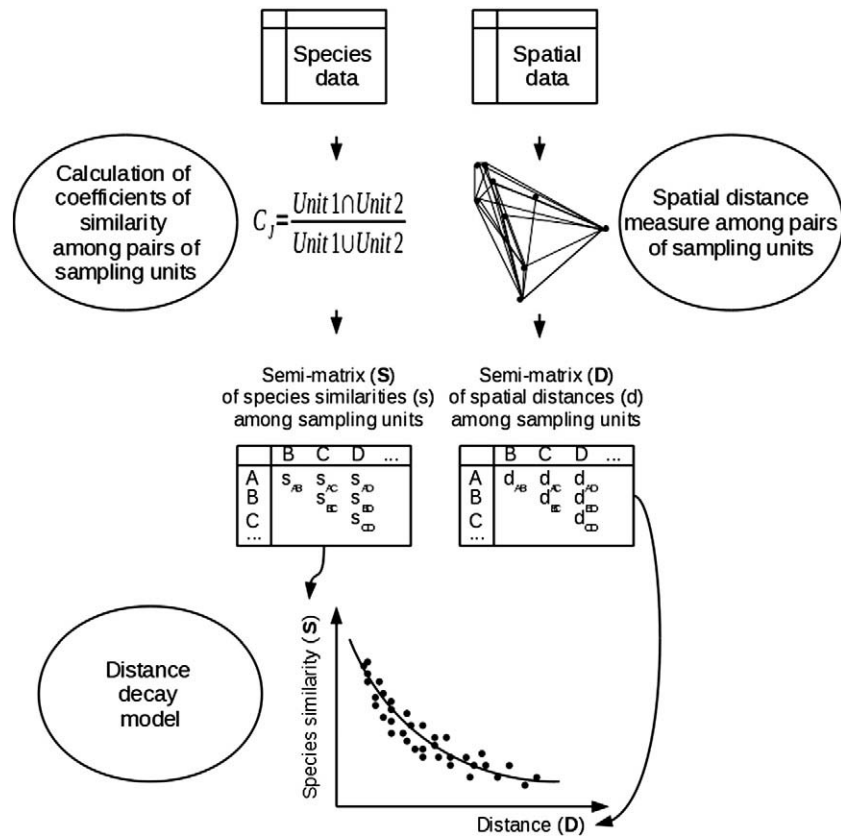 Species
data
Spatial
data
Calculation of
coefficients of
similarity
among pairs of
sampling units
C_J = Unit 1∩Unit 2
Unit 1∪Unit 2
Spatial distance
measure among pairs
of sampling units
Semi-matrix (S)
of species similarities (s)
among sampling units
Semi-matrix (D)
of spatial distances (d)
among sampling units
B C D ...
A s_AB s_AC s_AD
B s_BC s_BD
C s_CD
...
B C D ...
A d_AB d_AC d_AD
B d_BC d_BD
C d_CD
...
Distance
decay
model
Species similarity (S)
Distance (D)